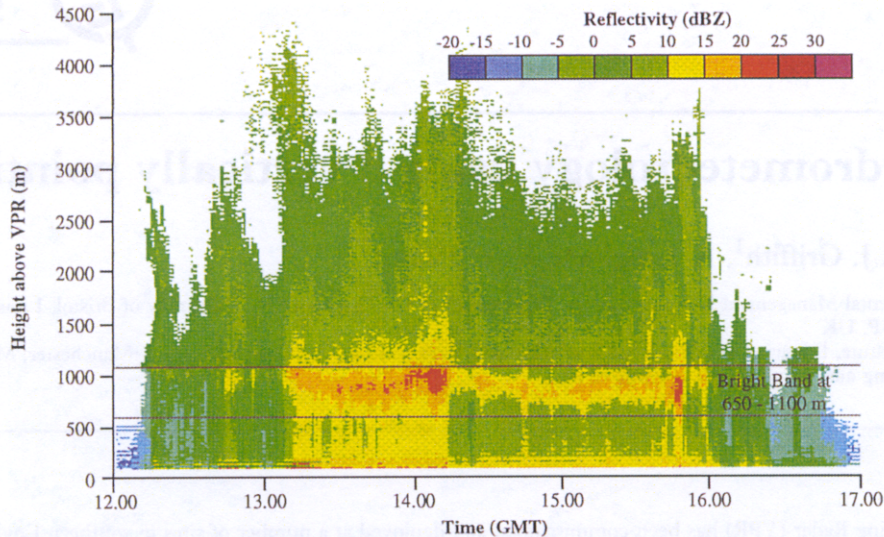 Reflectivity (dBZ)
-20 -15 -10 -5 0 5 10 15 20 25 30
Height above VPR (m)
4500
4000
3500
3000
2500
2000
1500
1000
500
0
Bright Band at
650 - 1100 m
12.00 13.00 14.00 15.00 16.00 17.00
Time (GMT)